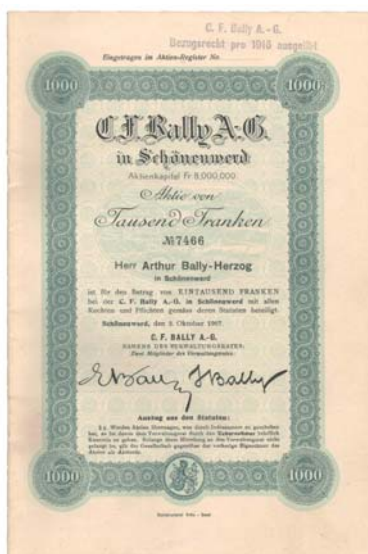 C. F. Bally A.-G.
Bezugsrecht pro 1916 ausgeübt
Eingetragen im Aktien-Register No.
1000 1000
C.F. Bally A.-G.
in Schönenwerd
Aktienkapital Fr 8,000,000
Aktie von
Tausend Franken
№ 7466
Herr Arthur Bally-Herzog
in Schönenwerd
ist für den Betrag von EINTAUSEND FRANKEN
bei der C. F. Bally A.-G. in Schönenwerd mit allen
Rechten und Pflichten gemäss deren Statuten beteiligt.
Schönenwerd, den 2. Oktober 1907.
C. F. BALLY A.-G.
NAMENS DES VERWALTUNGSRATES:
Zwei Mitglieder des Verwaltungsrates:
Auszug aus den Statuten:
1000 1000